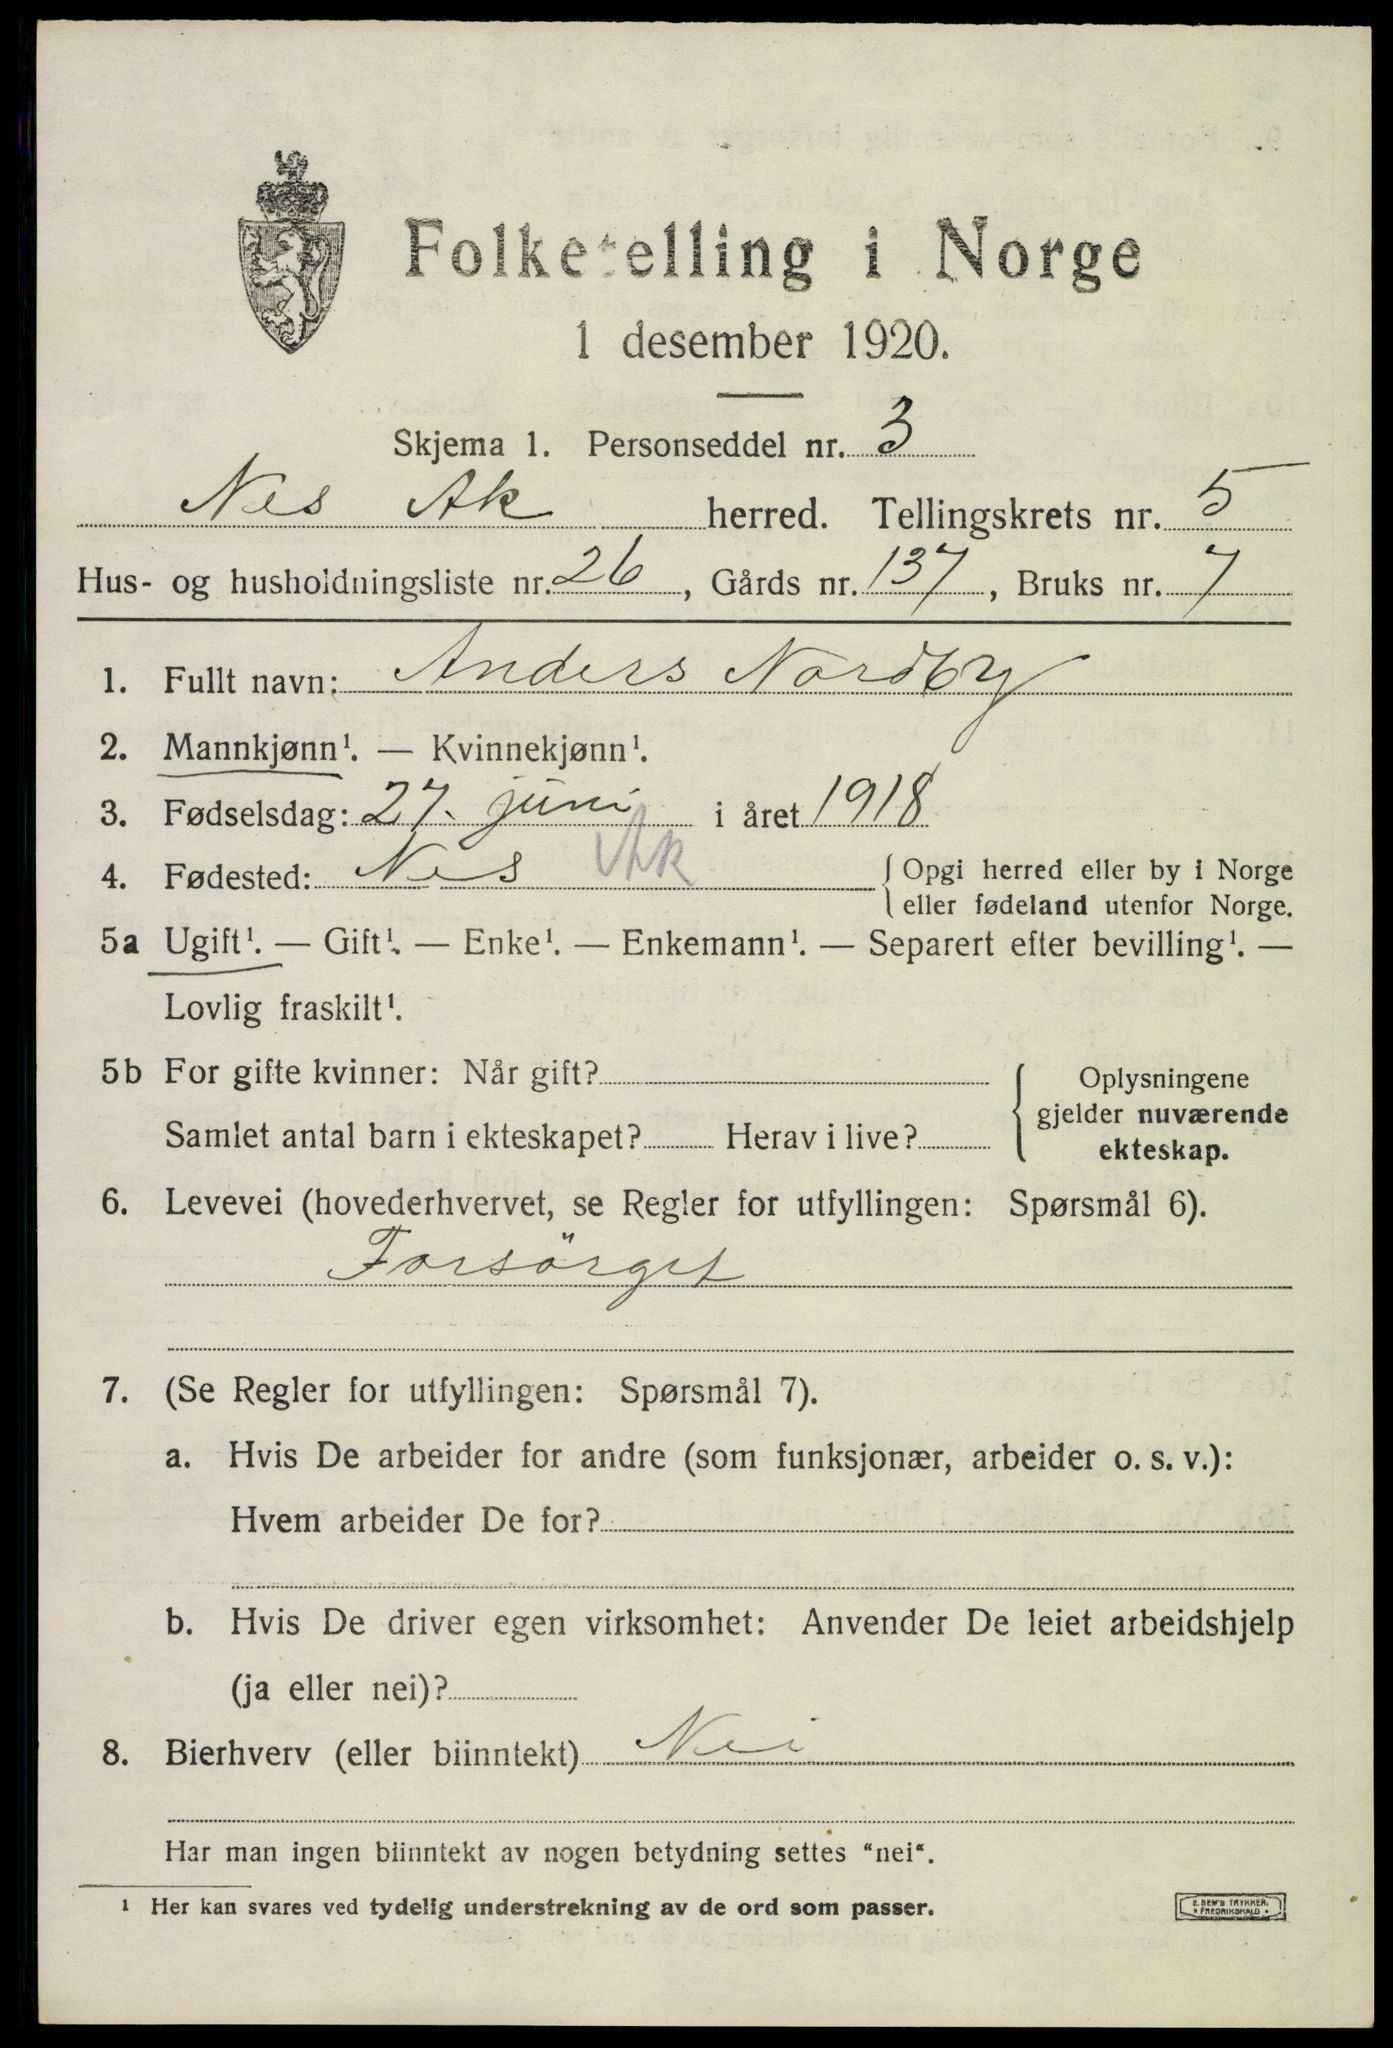 Folketelling i Norge
1 desember 1920.
Skjema 1. Personseddel nr. 3
Nes Ak herred. Tellingskrets nr. 5
Hus- og husholdningsliste nr. 26, Gårds nr. 137, Bruks nr. 7
1. Fullt navn: Anders Nordby
2. Mannkjønn¹. — Kvinnekjønn¹.
3. Fødselsdag: 27. juni i året 1918
4. Fødested: Nes Ak { Opgi herred eller by i Norge
eller fødeland utenfor Norge.
5a Ugift¹. — Gift¹. — Enke¹. — Enkemann¹. — Separert efter bevilling¹. —
Lovlig fraskilt¹.
5b For gifte kvinner: Når gift?
Samlet antal barn i ekteskapet? Herav i live?
{ Oplysningene
gjelder nuværende
ekteskap.
6. Levevei (hovederhvervet, se Regler for utfyllingen: Spørsmål 6).
Forsörget
7. (Se Regler for utfyllingen: Spørsmål 7).
a. Hvis De arbeider for andre (som funksjonær, arbeider o. s. v.):
Hvem arbeider De for?
b. Hvis De driver egen virksomhet: Anvender De leiet arbeidshjelp
(ja eller nei)?
8. Bierhverv (eller biinntekt) Nei
Har man ingen biinntekt av nogen betydning settes "nei".
¹ Her kan svares ved tydelig understrekning av de ord som passer.
E. SEM'S TRYKKER.
FREDRIKSHALD